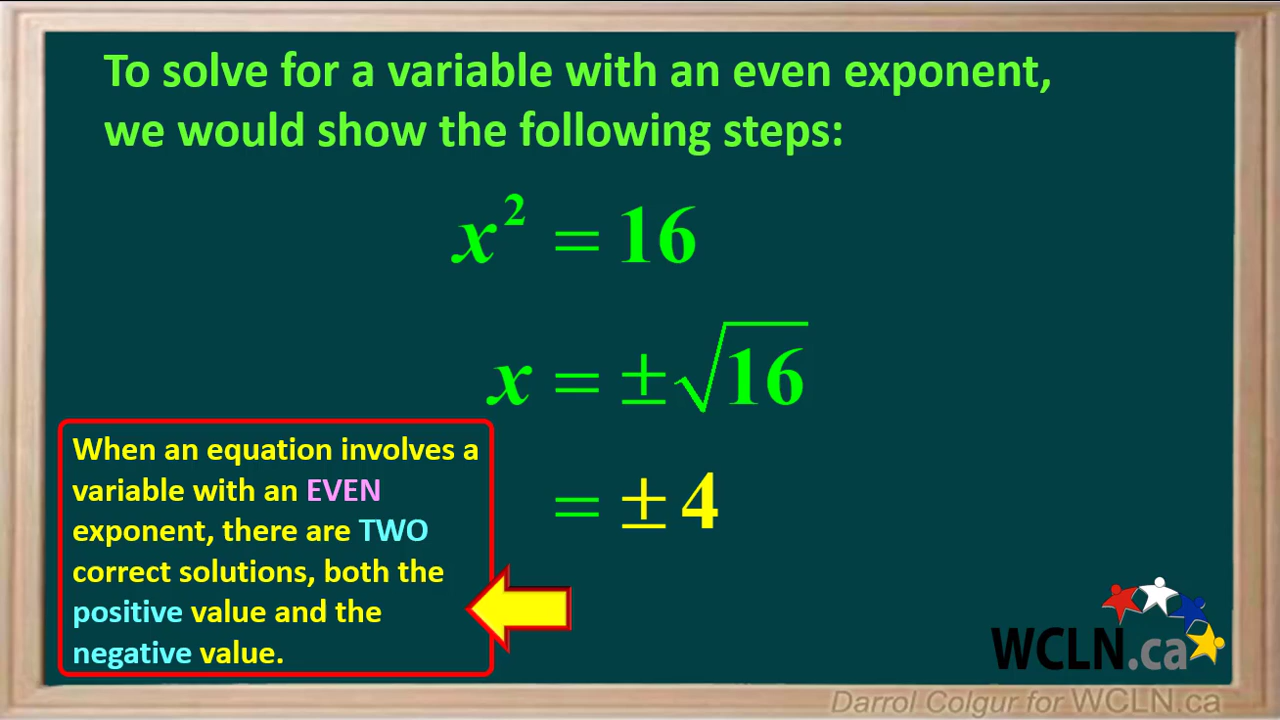 To solve for a variable with an even exponent,
we would show the following steps:
x² = 16
x = ±√16
= ± 4
When an equation involves a
variable with an EVEN
exponent, there are TWO
correct solutions, both the
positive value and the
negative value.
WCLN.ca
Darrol Colgur for WCLN.ca